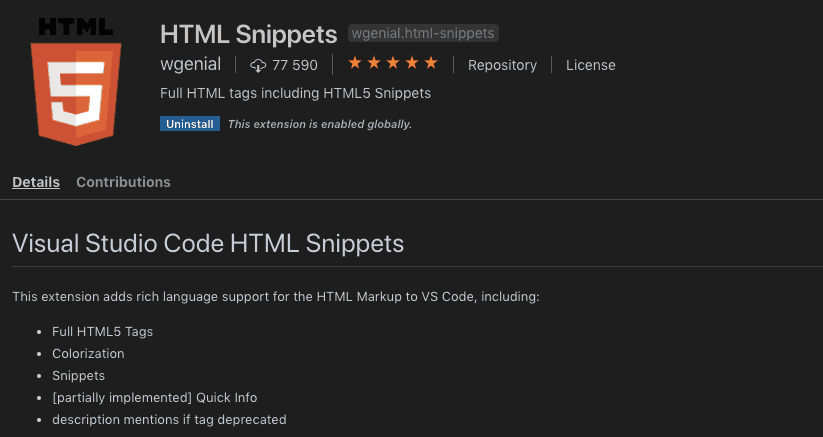 HTML
5
HTML Snippets wgenial.html-snippets
wgenial 77 590 Repository License
Full HTML tags including HTML5 Snippets
Uninstall This extension is enabled globally.
Details Contributions
Visual Studio Code HTML Snippets
This extension adds rich language support for the HTML Markup to VS Code, including:
• Full HTML5 Tags
• Colorization
• Snippets
• [partially implemented] Quick Info
• description mentions if tag deprecated